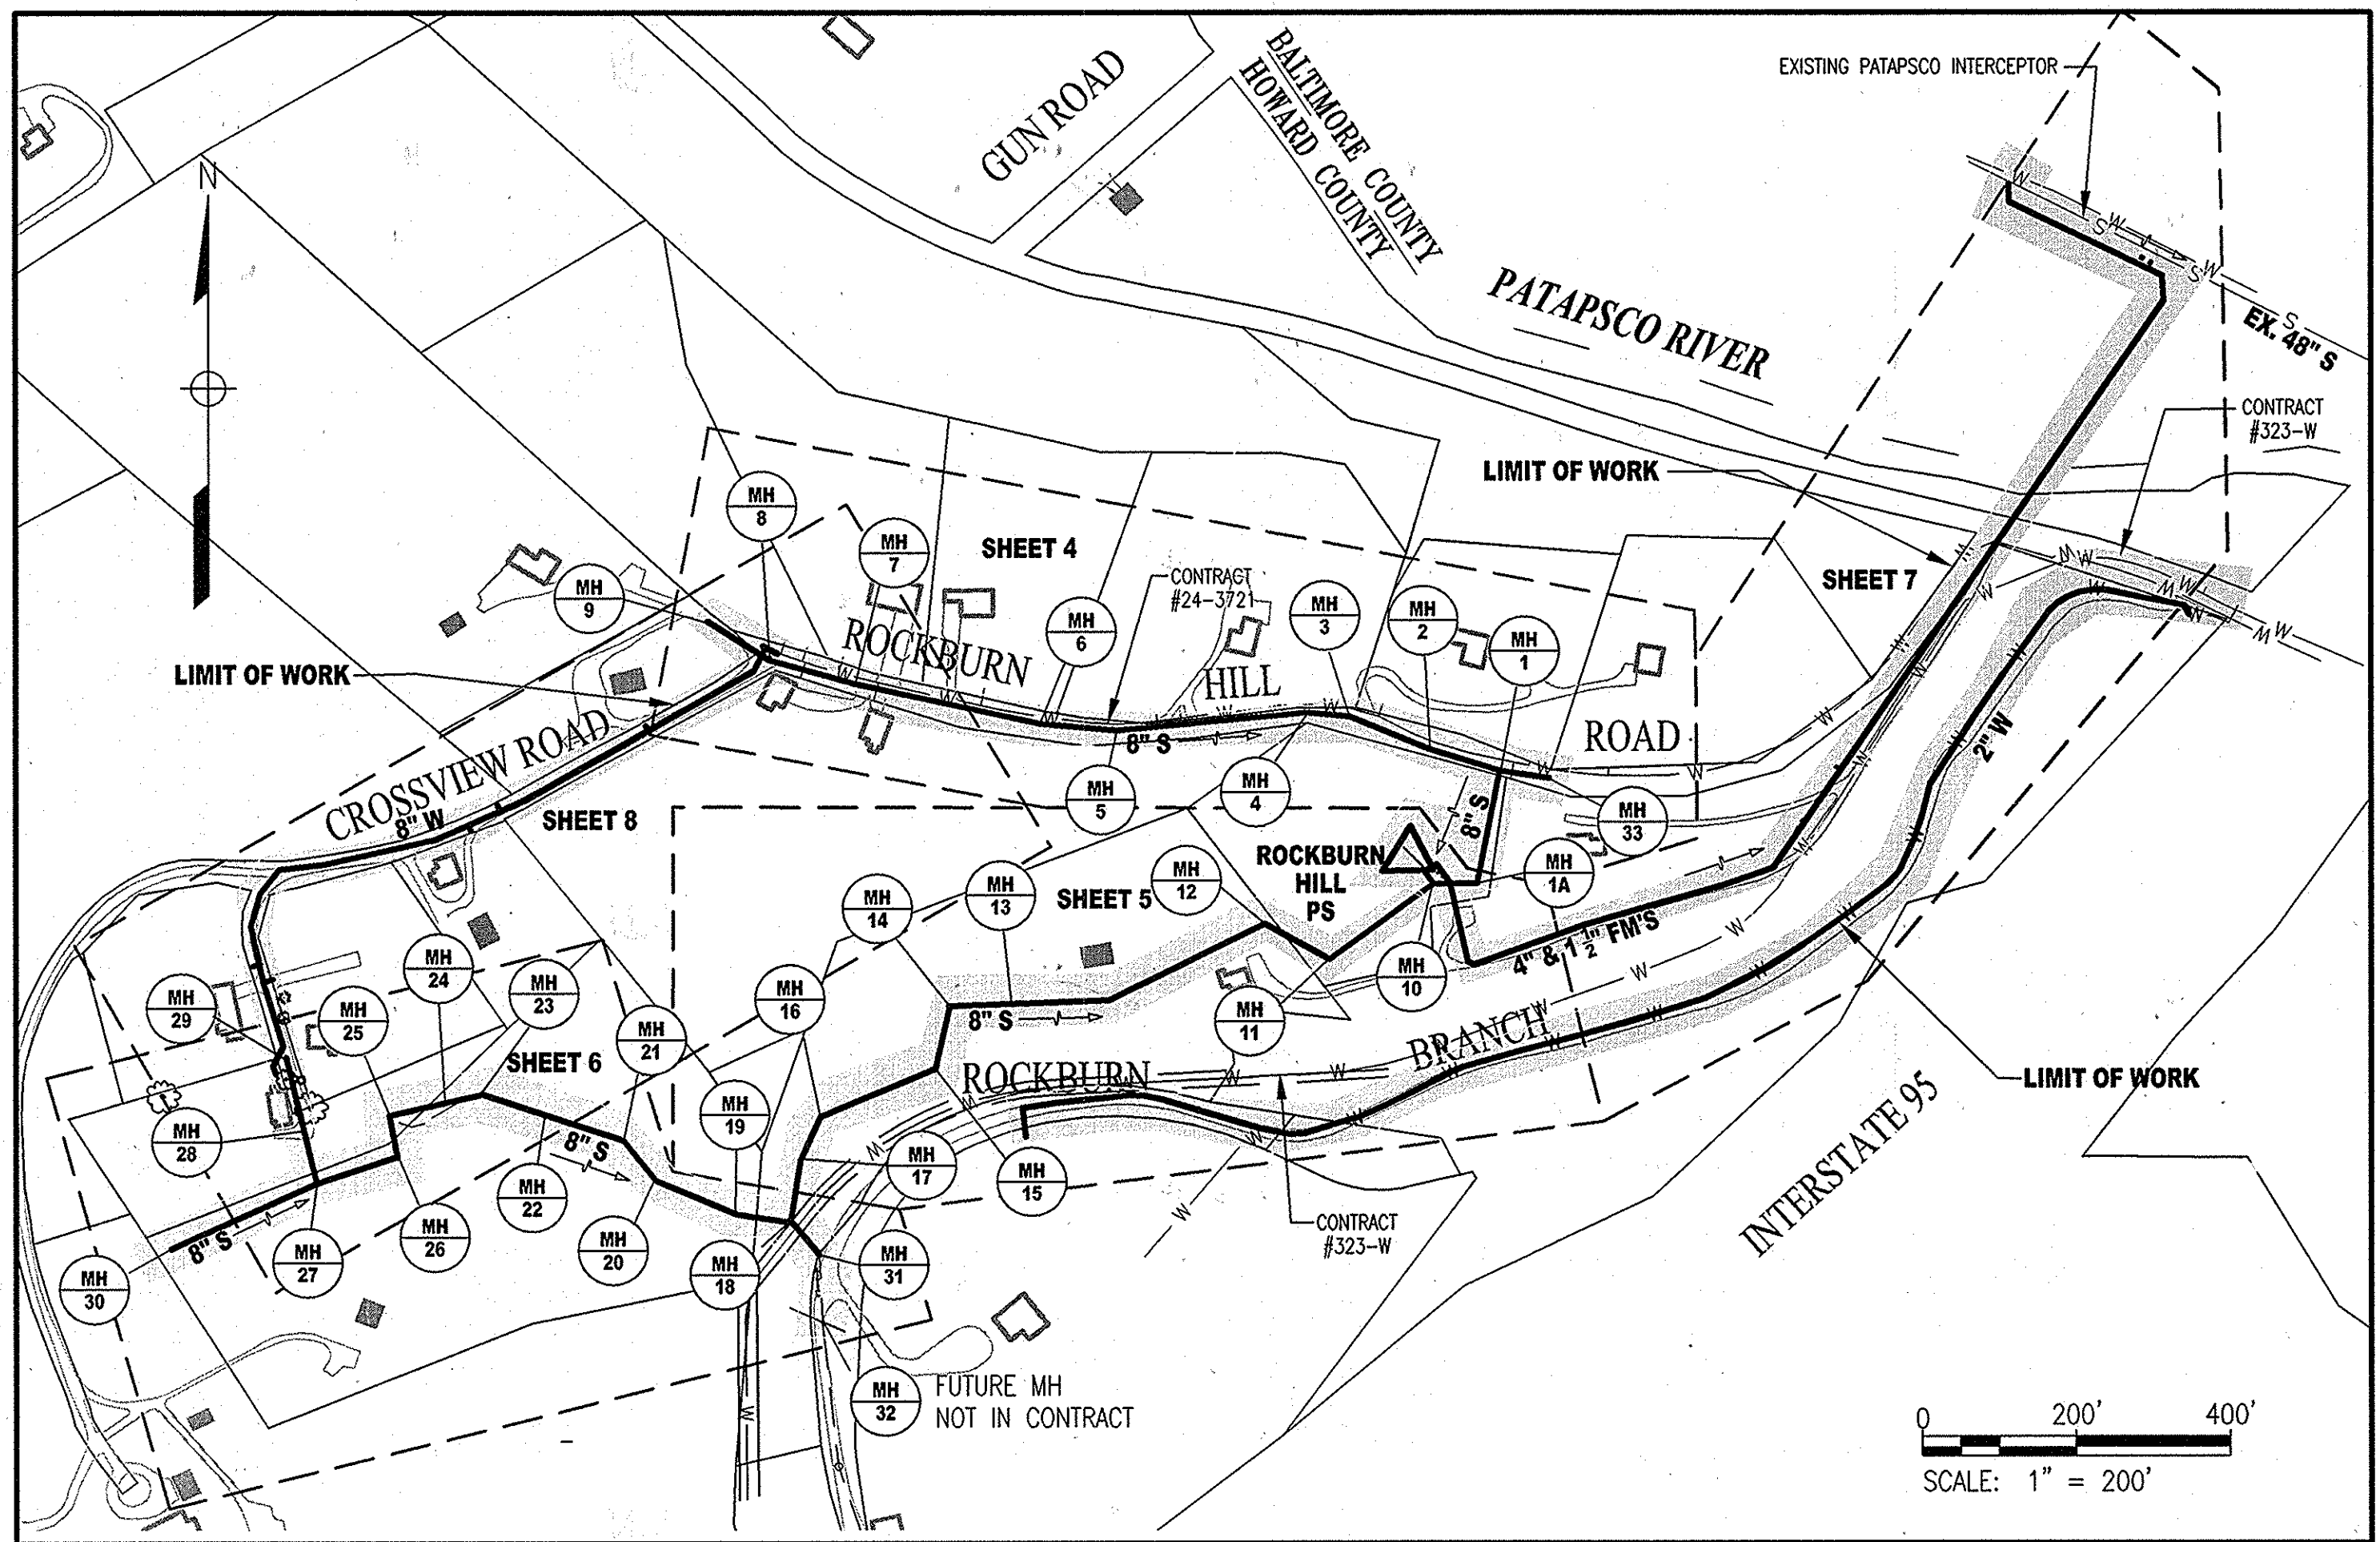 EXISTING PATAPSCO INTERCEPTOR
GUN ROAD
BALTIMORE COUNTY
HOWARD COUNTY
N
PATAPSCO RIVER
W
W
S
S
W
S
EX. 48" S
CONTRACT
#323-W
LIMIT OF WORK
MH
8
MH
7
SHEET 4
SHEET 7
MH
9
CONTRACT
#24-3721
MH
6
MH
3
MH
2
MH
1
LIMIT OF WORK
ROCKBURN
HILL
ROAD
CROSSVIEW ROAD
8" W
8" S
MH
5
MH
4
8" S
MH
33
SHEET 8
ROCKBURN
HILL
PS
MH
1A
2" W
SHEET 5
MH
12
MH
13
MH
14
4" & 1 1/2" FM'S
MH
10
MH
24
MH
23
MH
16
MH
29
MH
25
MH
21
8" S
MH
11
SHEET 6
ROCKBURN
BRANCH
LIMIT OF WORK
MH
28
MH
19
8" S
MH
17
MH
15
MH
22
INTERSTATE 95
8" S
MH
30
MH
27
MH
26
MH
20
MH
18
MH
31
CONTRACT
#323-W
MH
32
FUTURE MH
NOT IN CONTRACT
0 200' 400'
SCALE: 1" = 200'